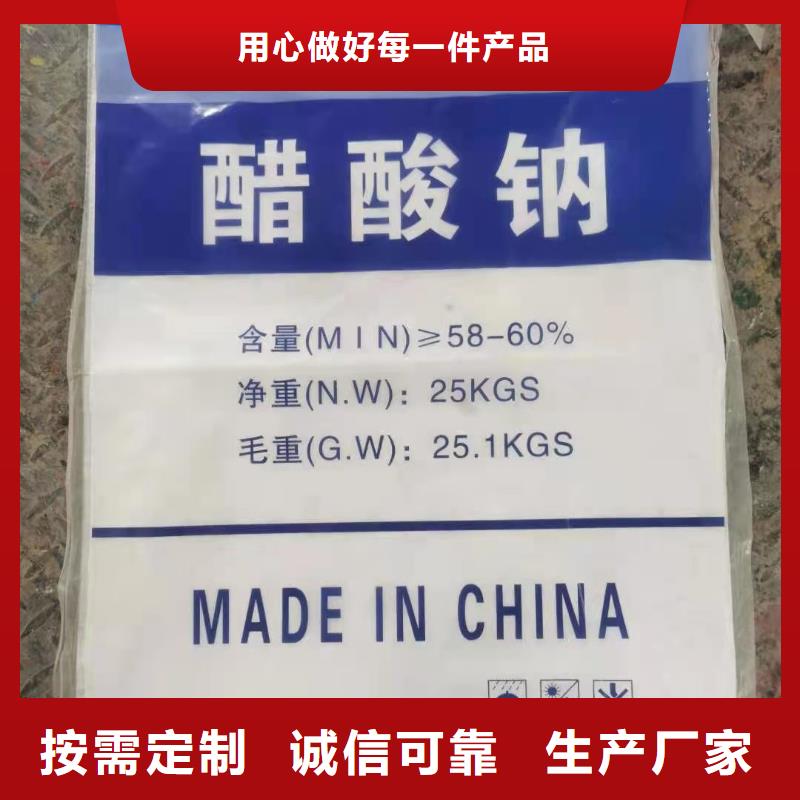 用心做好每一件产品
醋酸钠
含量(MIN)≥58-60%
净重(N.W)：25KGS
毛重(G.W)：25.1KGS
MADE IN CHINA
按需定制 诚信可靠 生产厂家